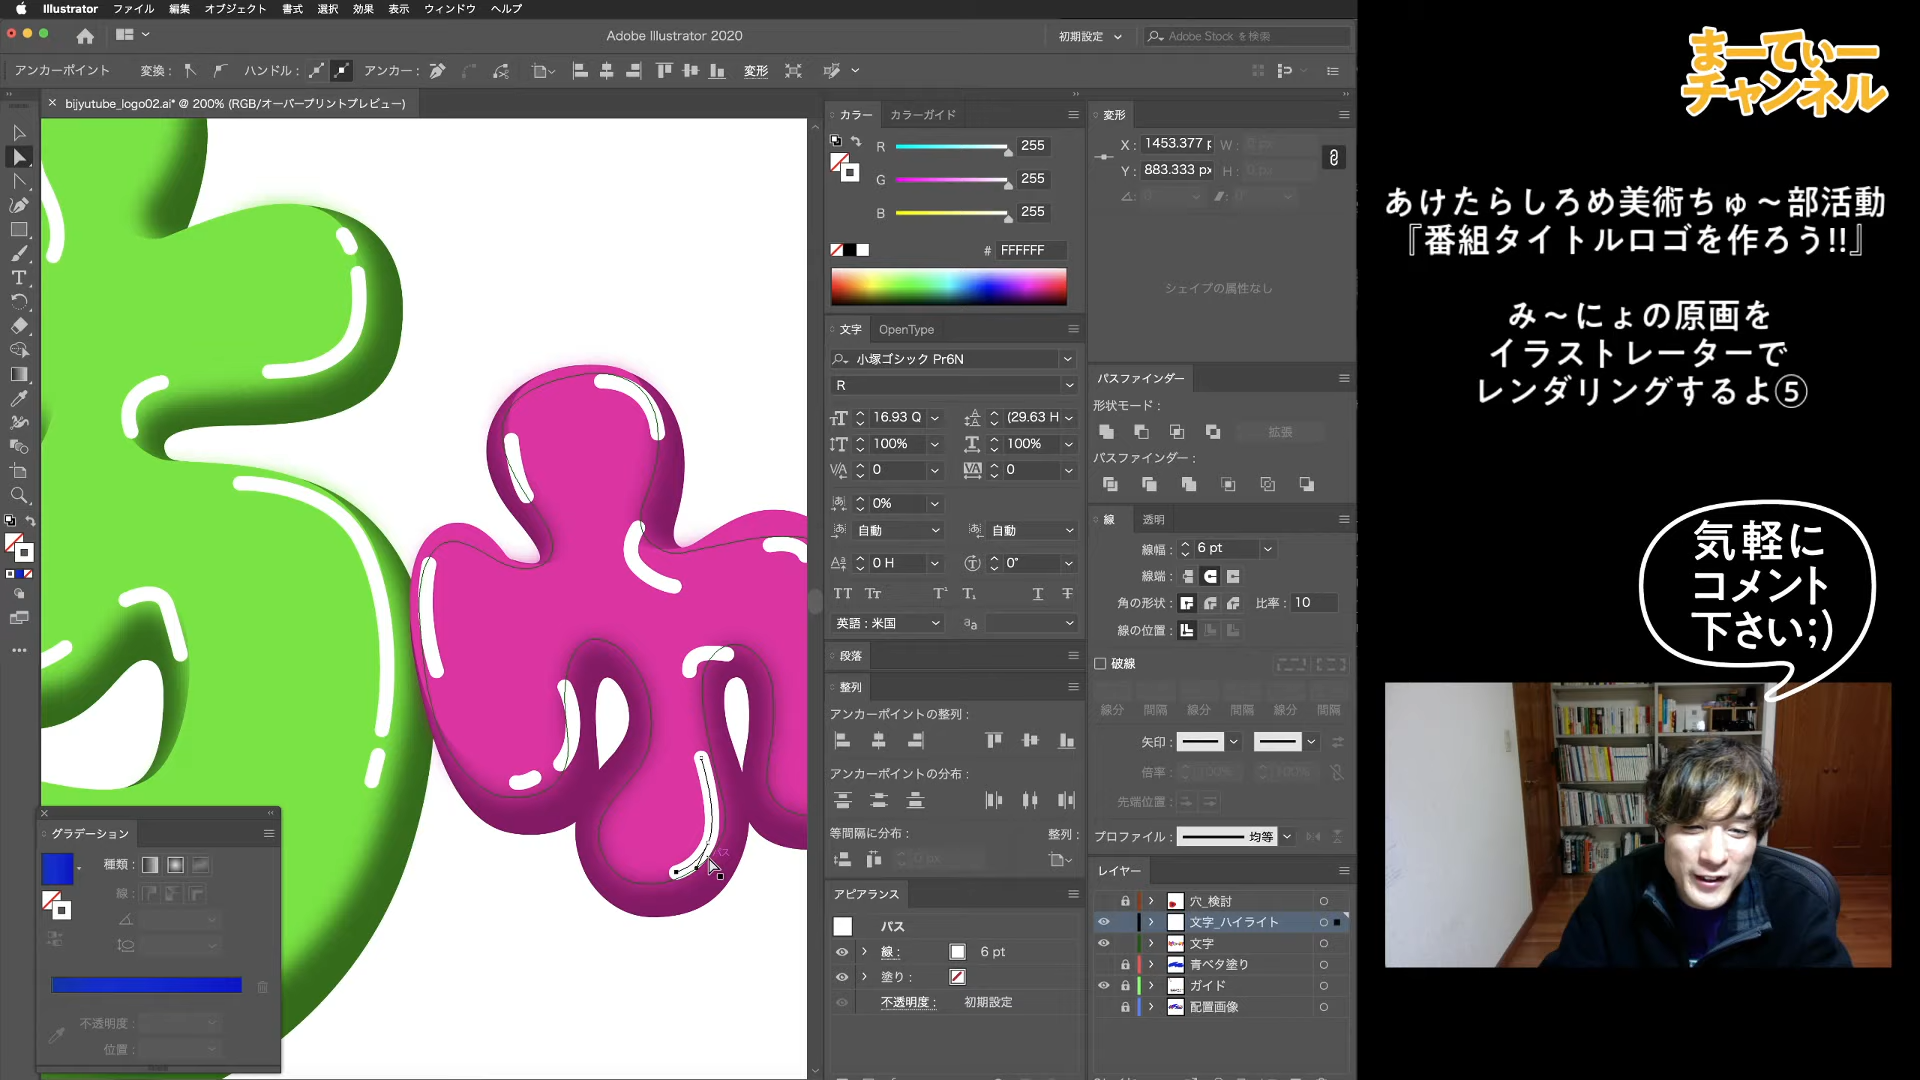 Illustrator ファイル 編集 オブジェクト 書式 選択 効果 表示 ウィンドウ ヘルプ
Adobe Illustrator 2020
初期設定
Adobe Stock を検索
アンカーポイント 変換： ハンドル： アンカー： 変形
bijyutube_logo02.ai* @ 200% (RGB/オーバープリントプレビュー)
カラー カラーガイド
R 255
G 255
B 255
# FFFFFF
文字 OpenType
小塚ゴシック Pr6N
R
16.93 Q (29.63 H
100% 100%
0 0
0%
自動 自動
0 H 0°
英語 : 米国
段落
整列
アンカーポイントの整列：
アンカーポイントの分布：
等間隔に分布： 整列：
0 px
アピアランス
パス
線： 6 pt
塗り：
不透明度： 初期設定
変形
X： 1453.377 p W： 0 px
Y： 883.333 px H： 0 px
シェイプの属性なし
パスファインダー
形状モード：
拡張
パスファインダー：
線 透明
線幅： 6 pt
線端：
角の形状： 比率： 10
線の位置：
破線
線分 間隔 線分 間隔 線分 間隔
矢印：
倍率： 100% 100%
先端位置：
プロファイル： 均等
レイヤー
穴_検討
文字_ハイライト
文字
青ベタ塗り
ガイド
配置画像
グラデーション
種類：
線：
不透明度：
位置：
パス
まーてぃー
チャンネル
あけたらしろめ美術ちゅ～部活動
『番組タイトルロゴを作ろう!!』
み～にょの原画を
イラストレーターで
レンダリングするよ⑤
気軽に
コメント
下さい;)